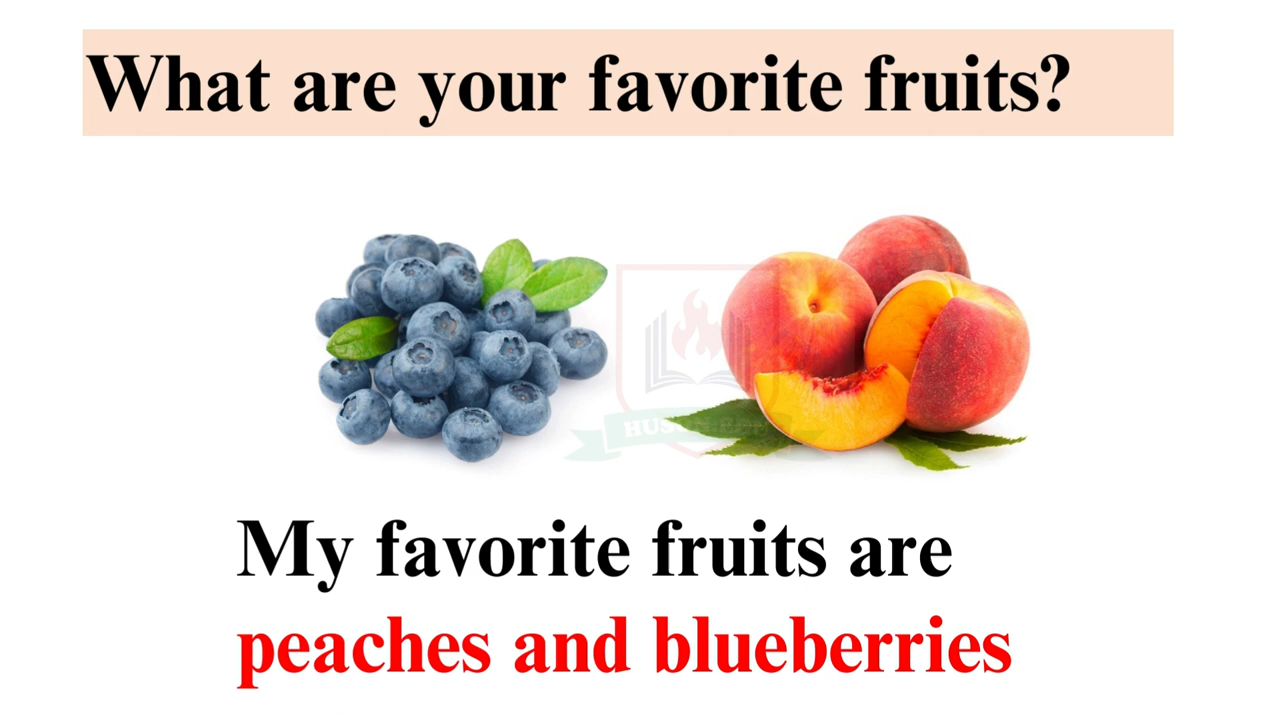 What are your favorite fruits?
My favorite fruits are
peaches and blueberries